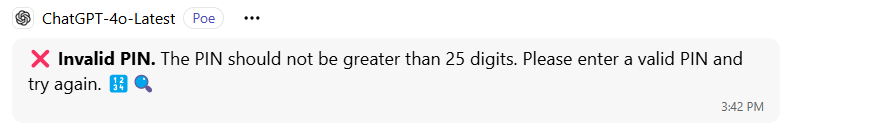 ChatGPT-4o-Latest Poe •••
❌ Invalid PIN. The PIN should not be greater than 25 digits. Please enter a valid PIN and
try again. 🔢 🔍
3:42 PM